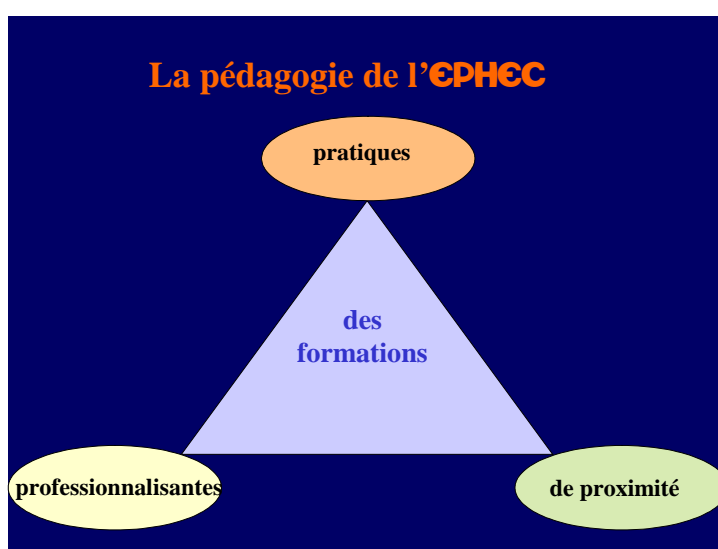 La pédagogie de l’EPHEC
pratiques
des
formations
professionnalisantes
de proximité